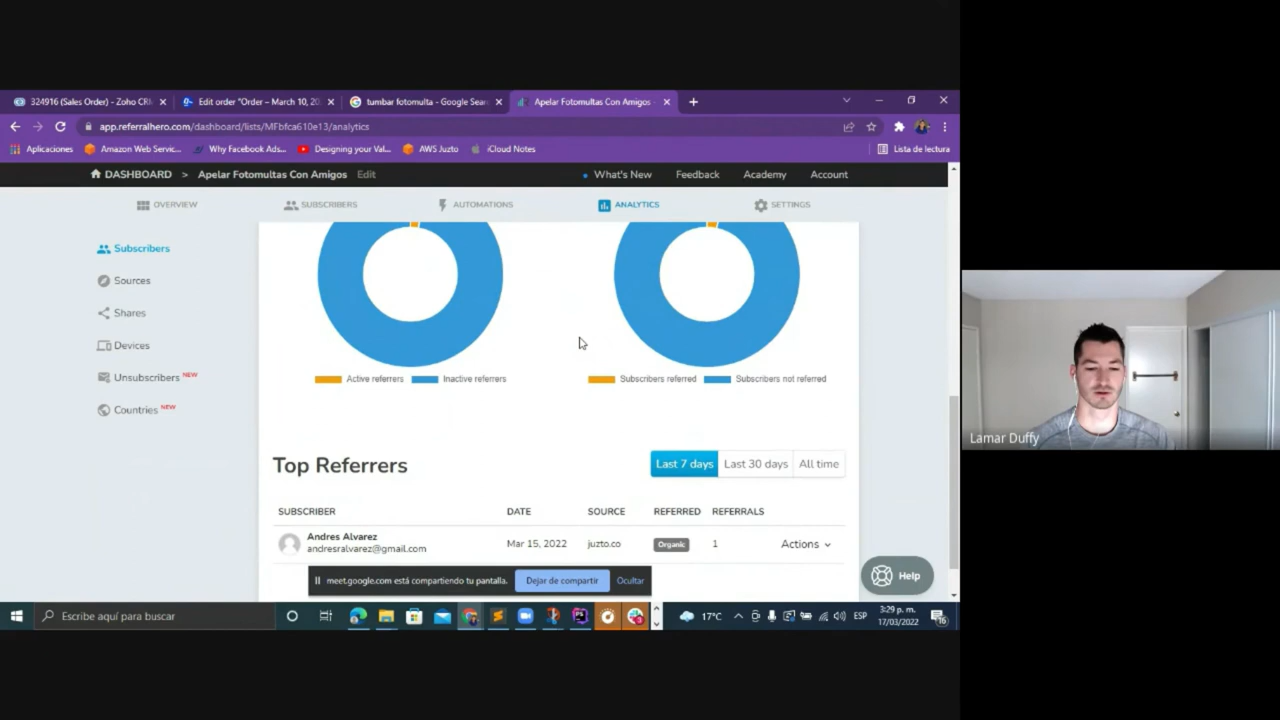 324916 (Sales Order) - Zoho CRM
Edit order "Order – March 10, 20
tumbar fotomulta - Google Sear
Apelar Fotomultas Con Amigos -
app.referralhero.com/dashboard/lists/MFbfca610e13/analytics
Aplicaciones
Amazon Web Servic...
Why Facebook Ads...
Designing your Val...
AWS Juzto
iCloud Notes
Lista de lectura
DASHBOARD > Apelar Fotomultas Con Amigos Edit
What's New
Feedback
Academy
Account
OVERVIEW
SUBSCRIBERS
AUTOMATIONS
ANALYTICS
SETTINGS
Subscribers
Sources
Shares
Devices
Unsubscribers NEW
Countries NEW
Active referrers Inactive referrers
Subscribers referred Subscribers not referred
Top Referrers
Last 7 days Last 30 days All time
SUBSCRIBER DATE SOURCE REFERRED REFERRALS
Andres Alvarez
andresralvarez@gmail.com
Mar 15, 2022 juzto.co Organic 1 Actions
meet.google.com está compartiendo tu pantalla. Dejar de compartir Ocultar
Help
Escribe aquí para buscar
17°C
ESP
3:29 p. m.
17/03/2022
16
Lamar Duffy